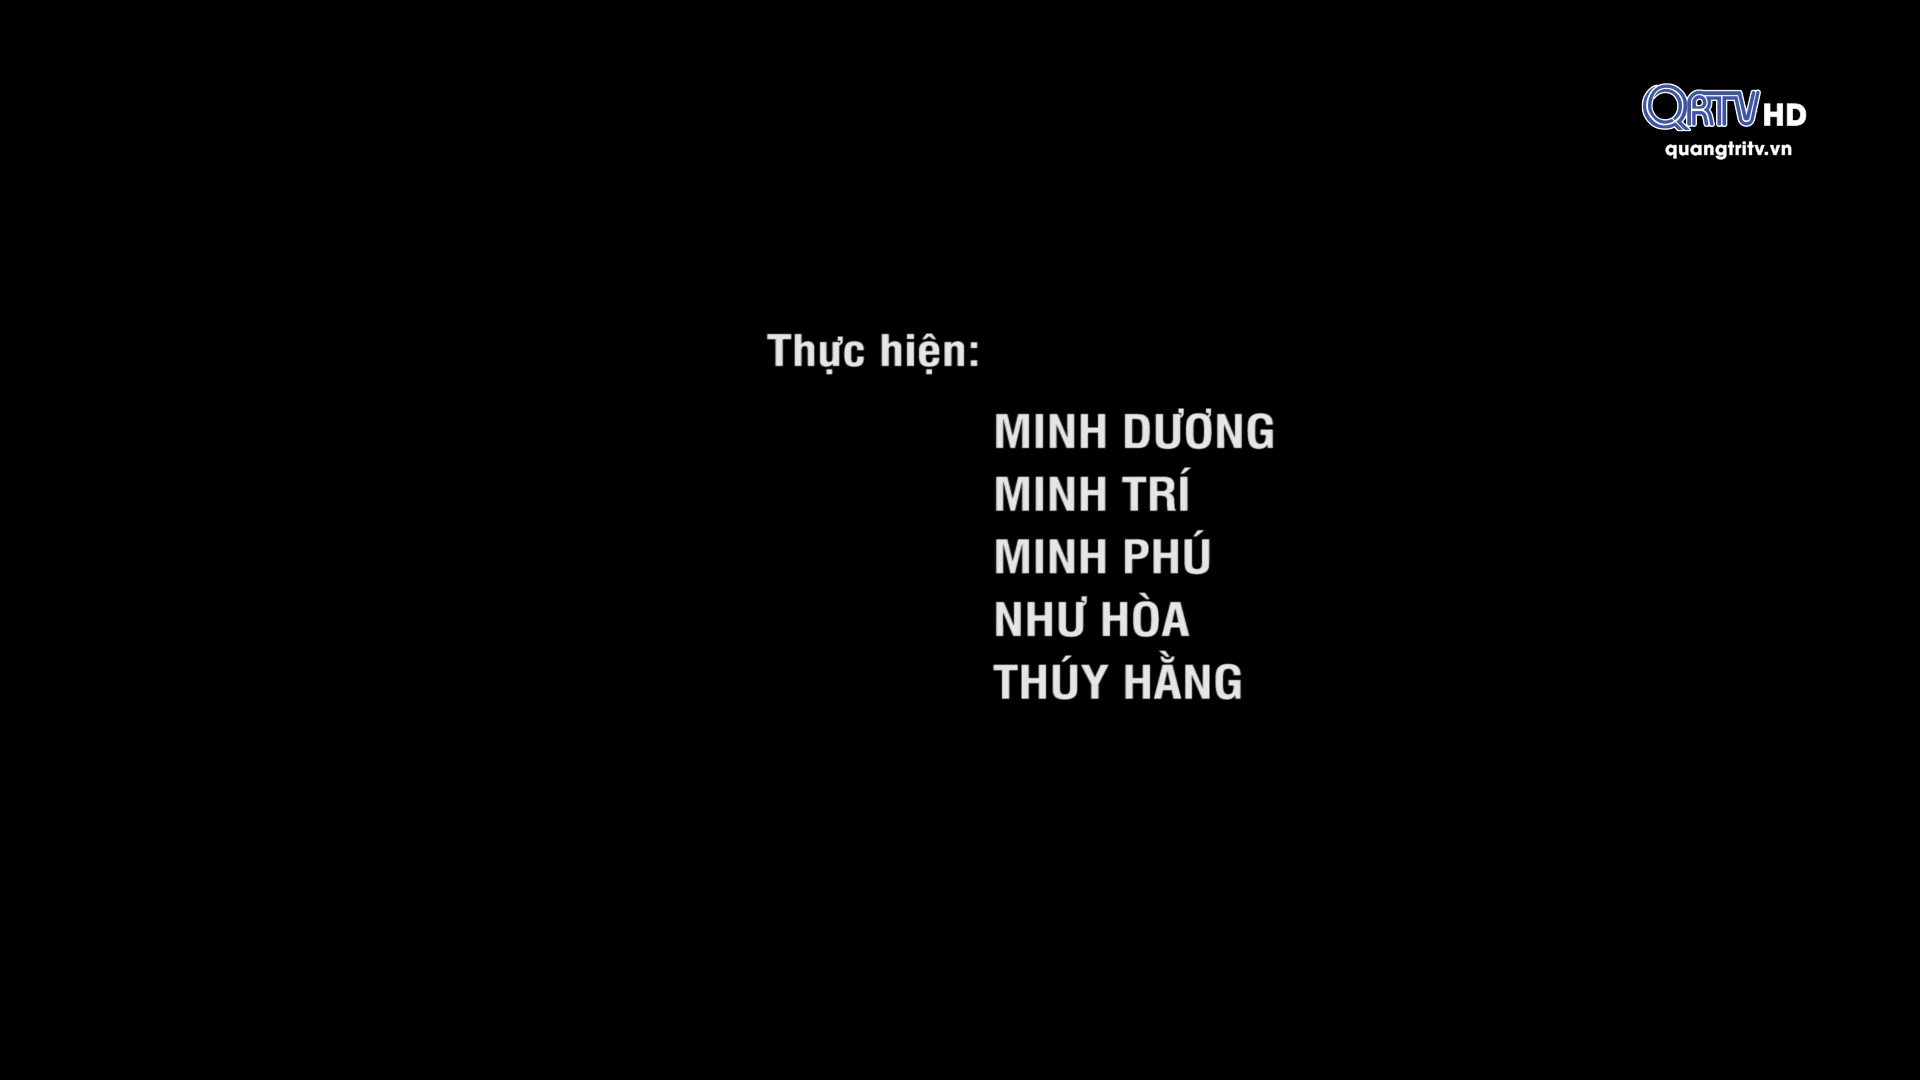 QRTV HD
quangtritv.vn
Thực hiện:
MINH DƯƠNG
MINH TRÍ
MINH PHÚ
NHƯ HÒA
THÚY HẰNG